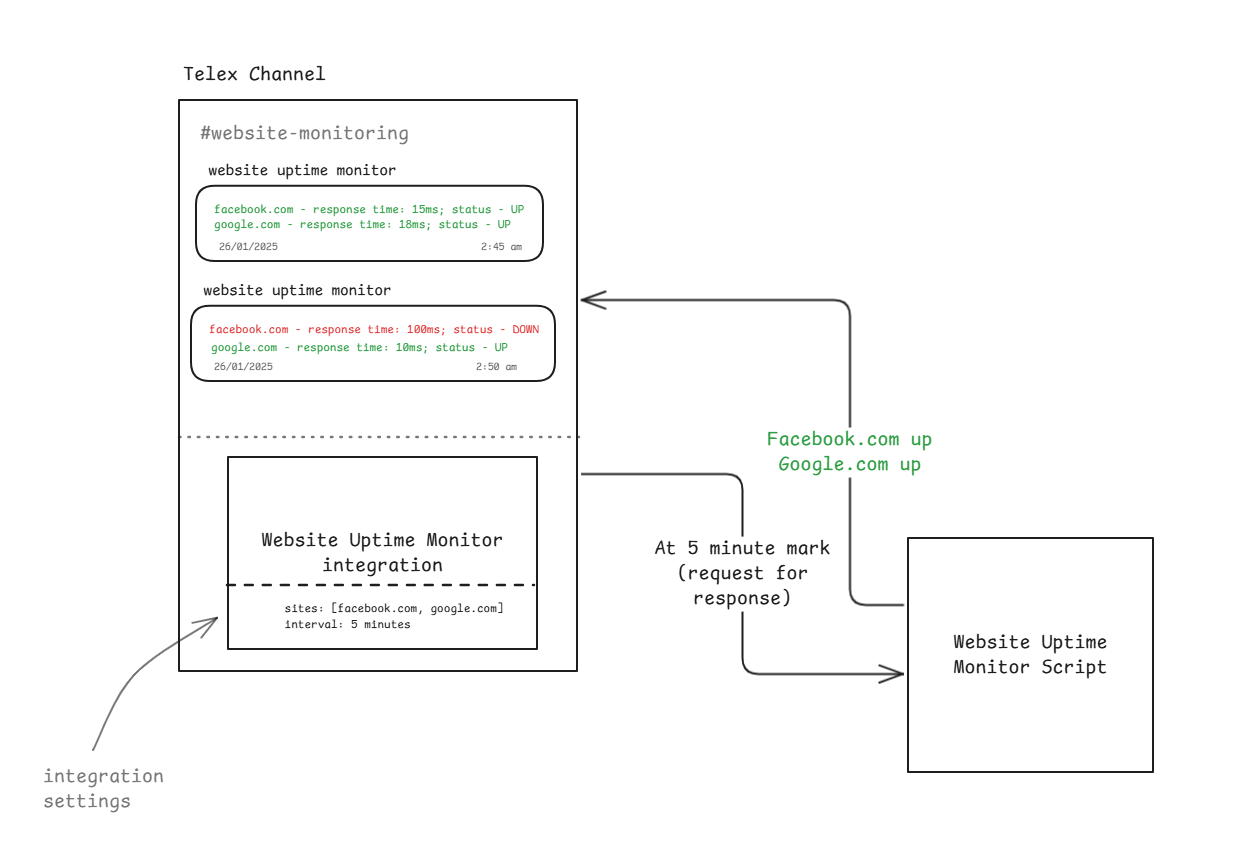 Telex Channel
#website-monitoring
website uptime monitor
facebook.com - response time: 15ms; status - UP
google.com - response time: 18ms; status - UP
26/01/2025 2:45 am
website uptime monitor
facebook.com - response time: 100ms; status - DOWN
google.com - response time: 10ms; status - UP
26/01/2025 2:50 am
Website Uptime Monitor
integration
sites: [facebook.com, google.com]
interval: 5 minutes
integration
settings
At 5 minute mark
(request for
response)
Facebook.com up
Google.com up
Website Uptime
Monitor Script